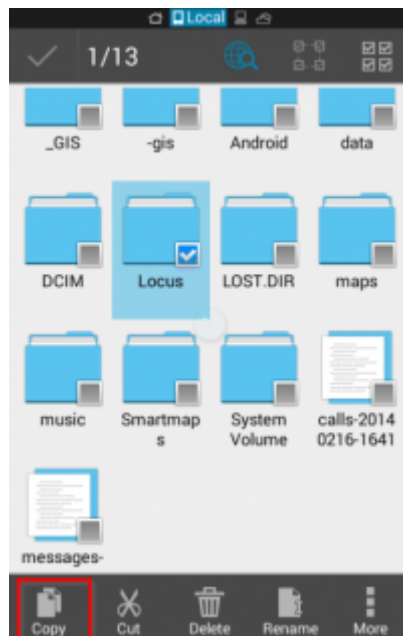 Local
1/13
_GIS
-gis
Android
data
DCIM
Locus
LOST.DIR
maps
music
Smartmap
s
System
Volume
calls-2014
0216-1641
messages-
Copy
Cut
Delete
Rename
More